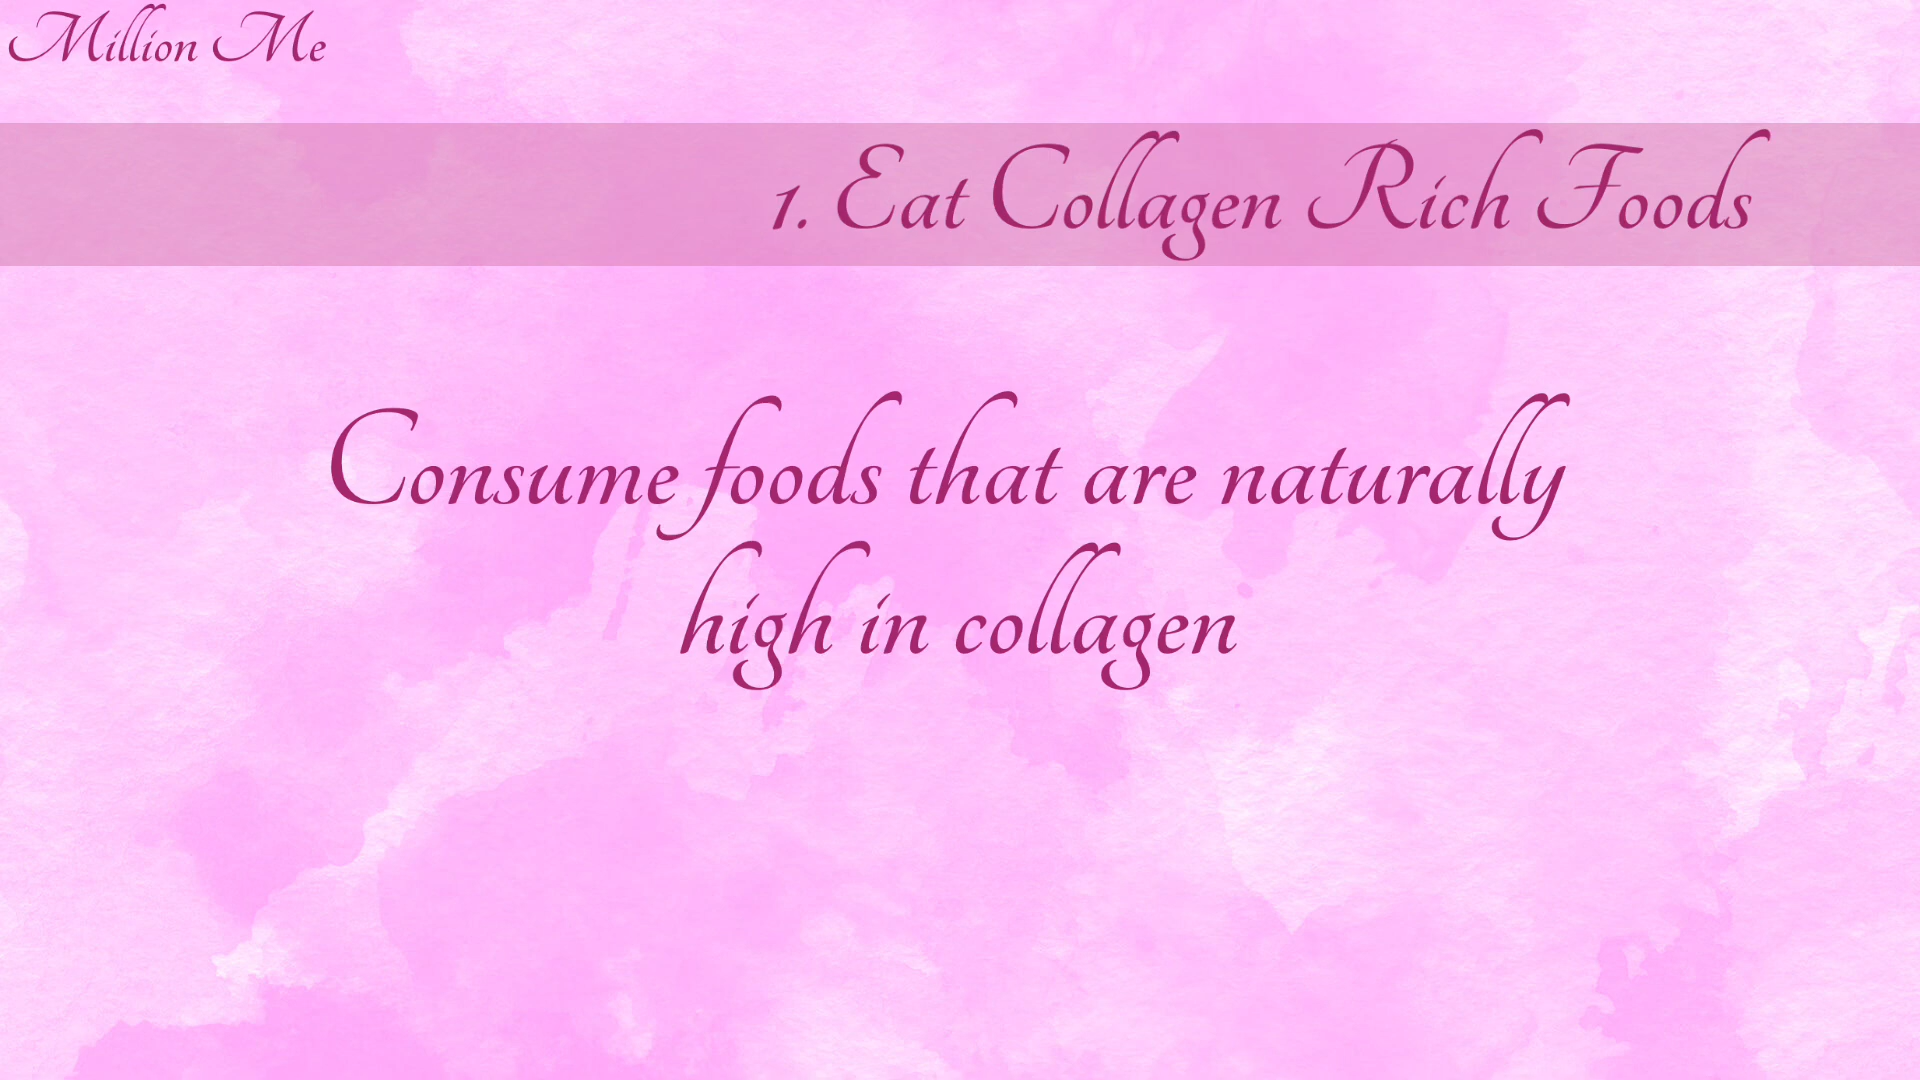 Million Me
1. Eat Collagen Rich Foods
Consume foods that are naturally
high in collagen